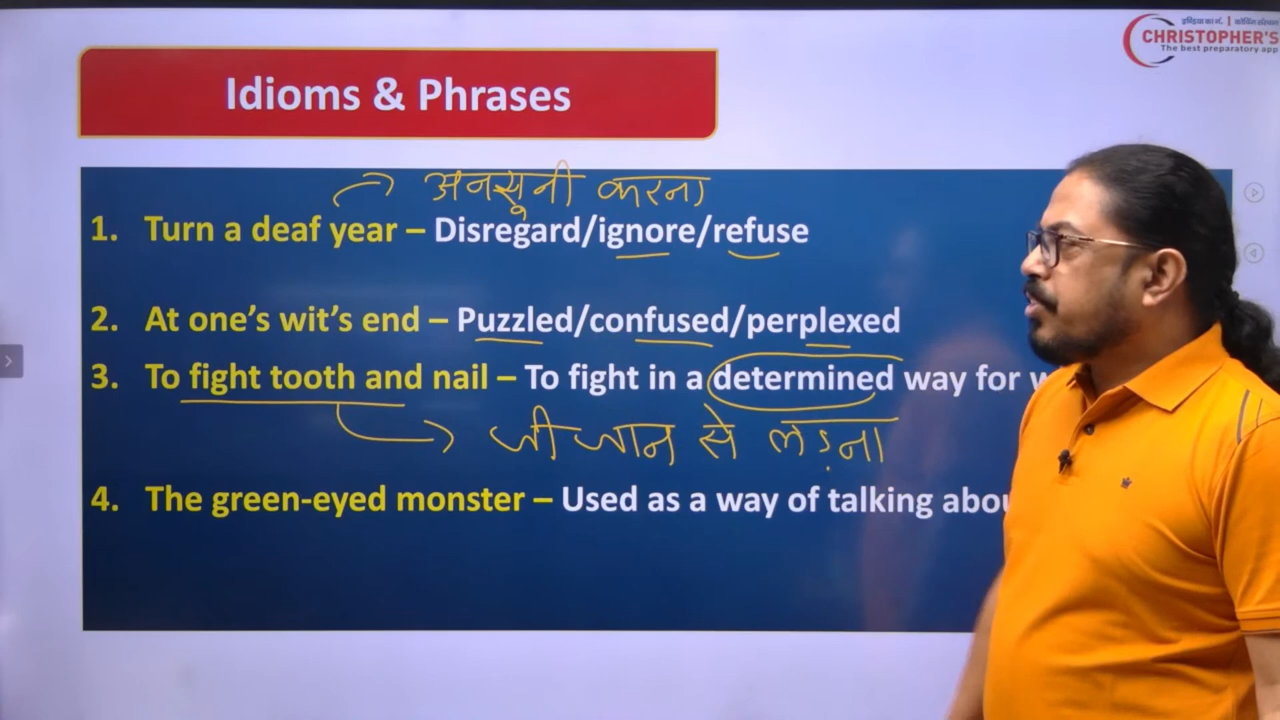 इंडिया का नं. 1 कोचिंग संस्थान
CHRISTOPHER'S
The best preparatory app
Idioms & Phrases
अनसूनी करना
1. Turn a deaf year – Disregard/ignore/refuse
2. At one's wit's end – Puzzled/confused/perplexed
3. To fight tooth and nail – To fight in a determined way for
जी जान से लड़ना
4. The green-eyed monster – Used as a way of talking